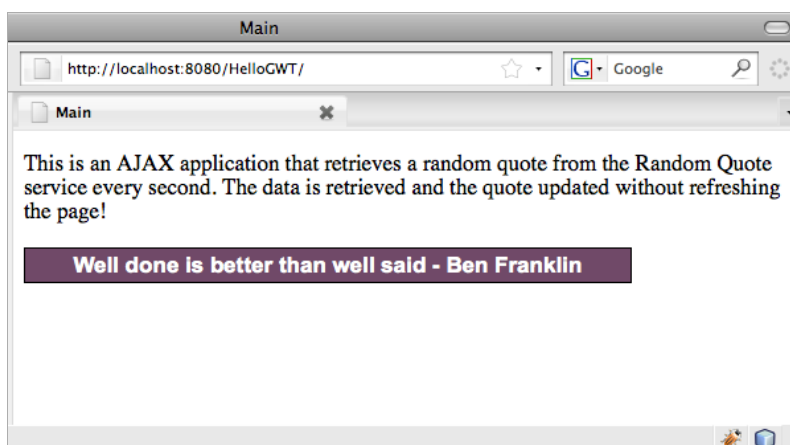 Main
http://localhost:8080/HelloGWT/
G Google
Main
This is an AJAX application that retrieves a random quote from the Random Quote
service every second. The data is retrieved and the quote updated without refreshing
the page!
Well done is better than well said - Ben Franklin